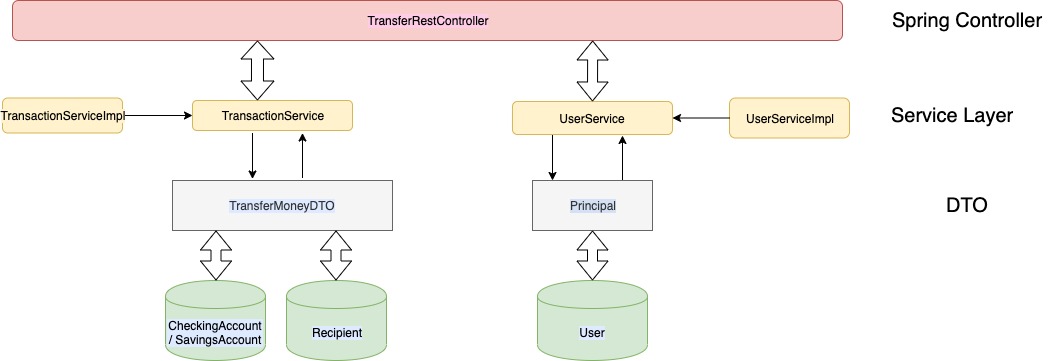 TransferRestController
Spring Controller
TransactionServiceImpl
TransactionService
UserService
UserServiceImpl
Service Layer
TransferMoneyDTO
Principal
DTO
CheckingAccount
/ SavingsAccount
Recipient
User